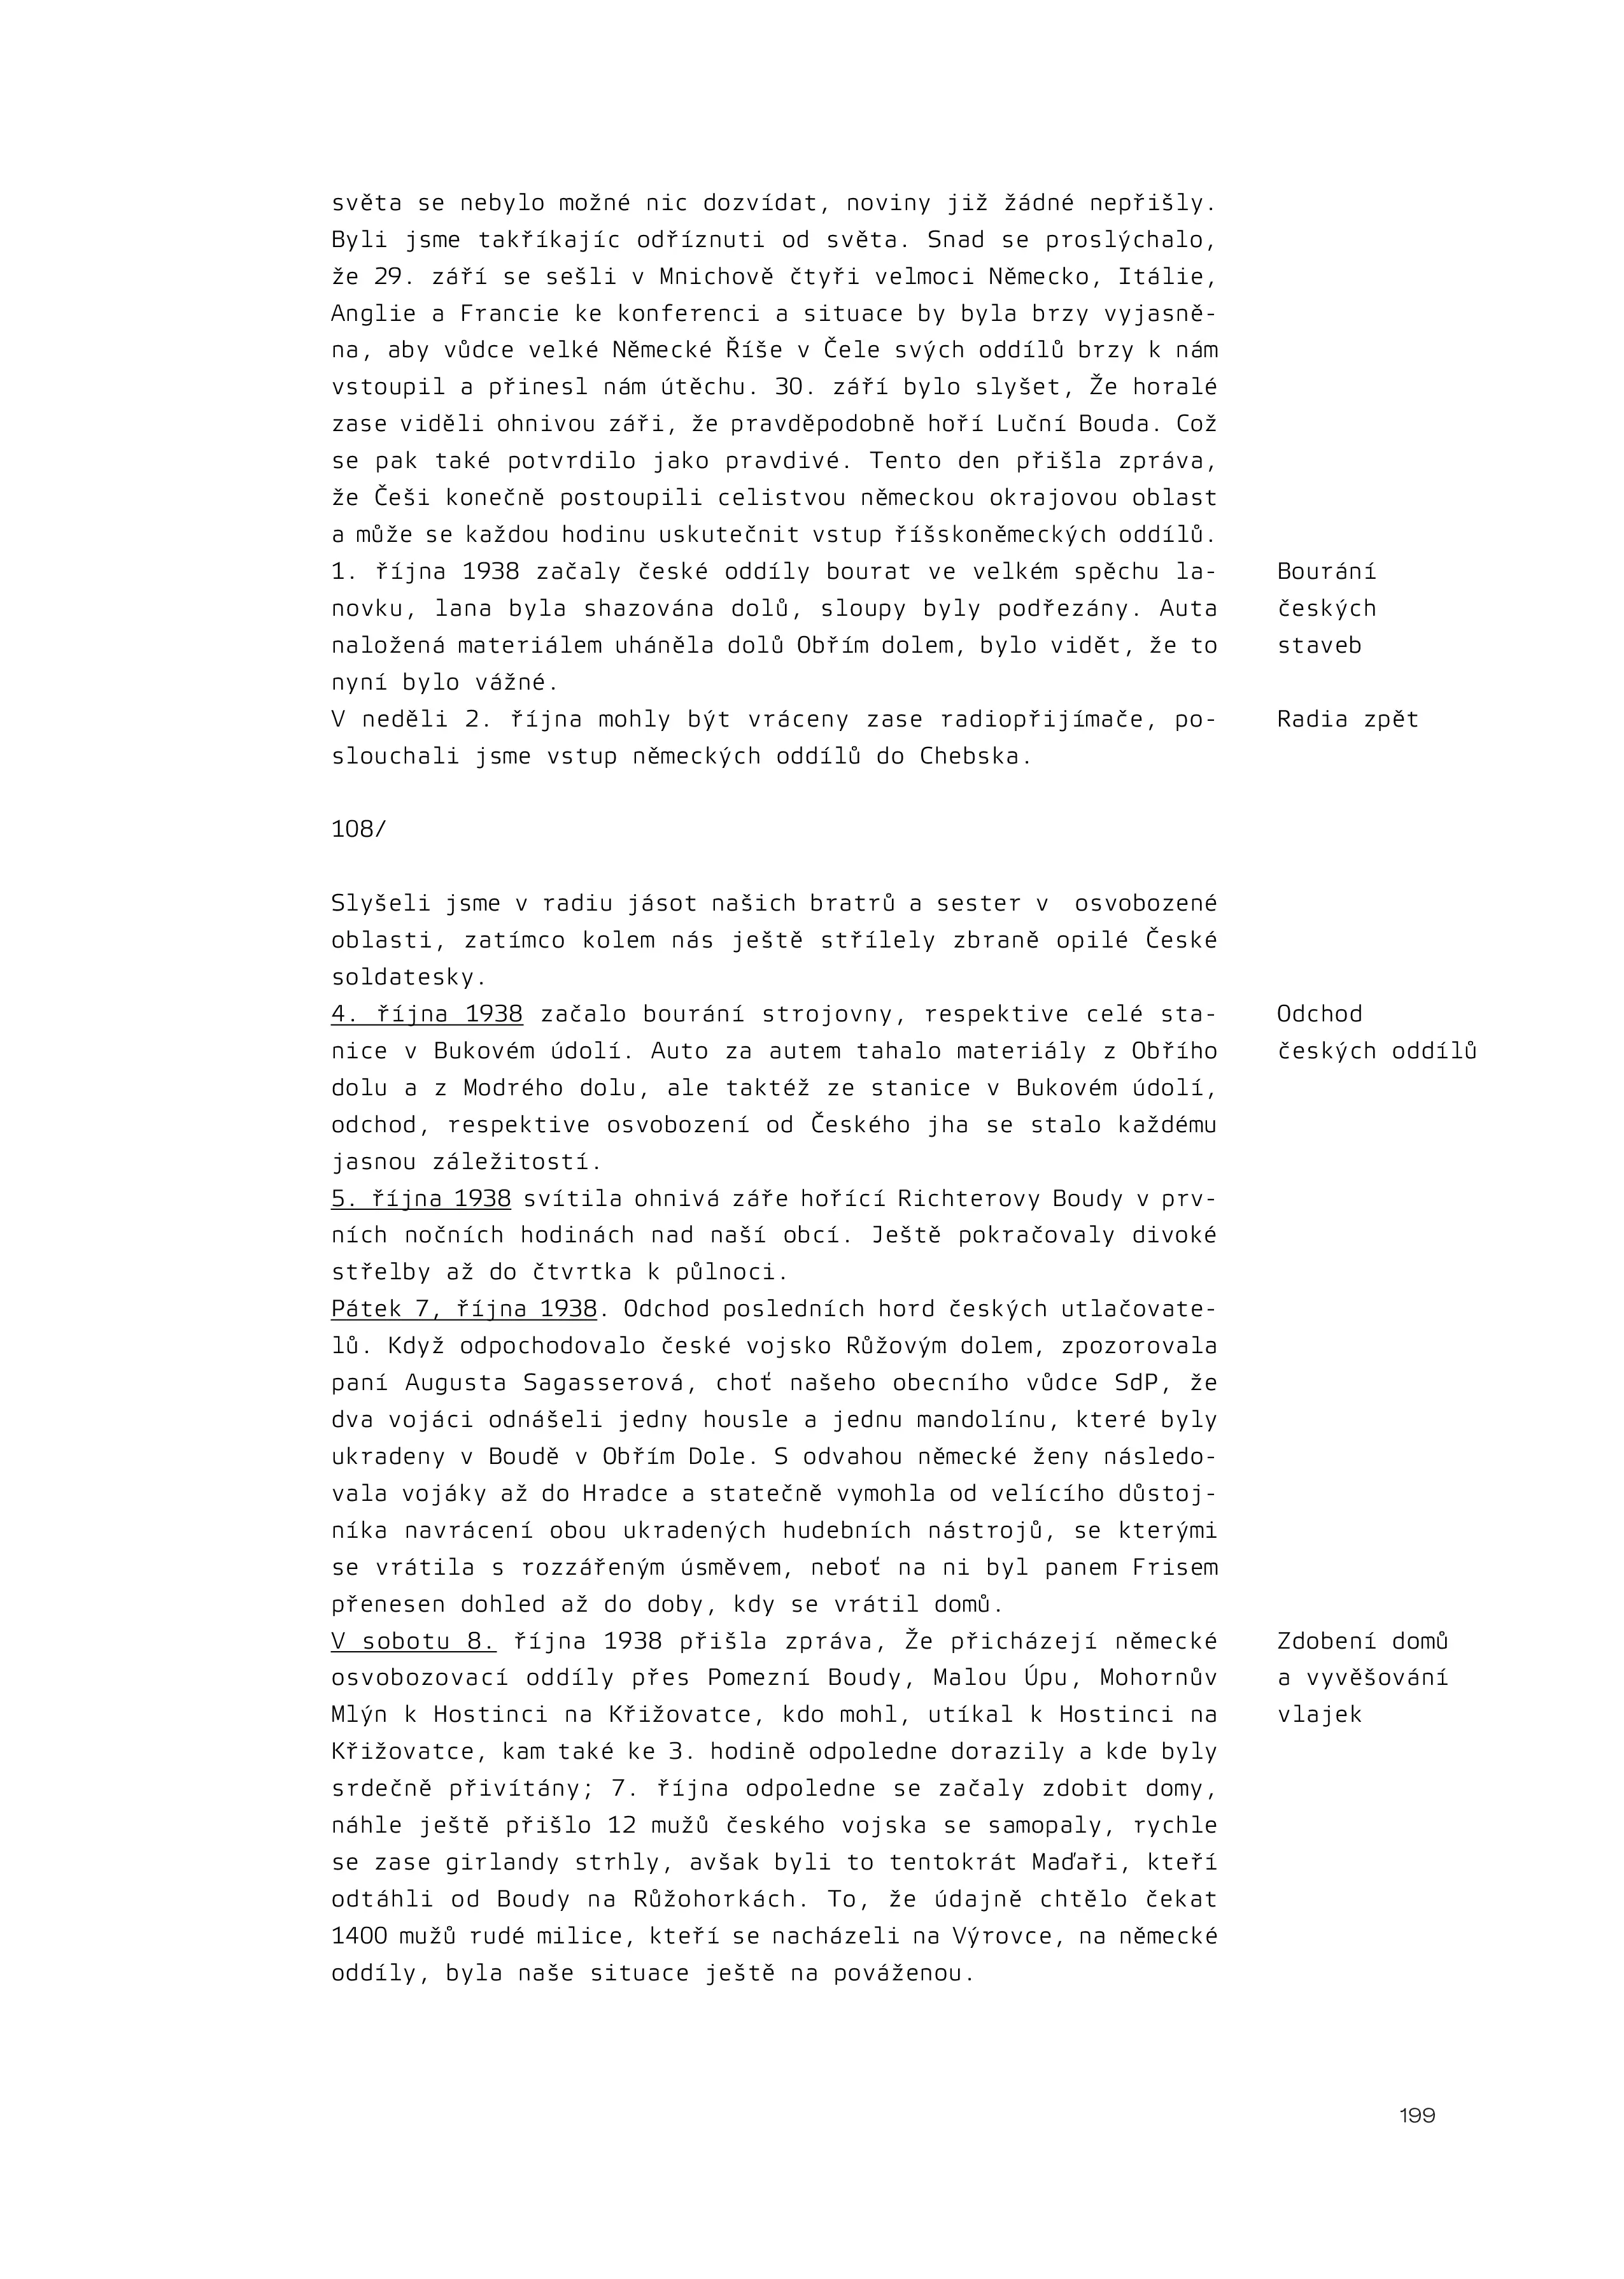 světa se nebylo možné nic dozvídat, noviny již žádné nepřišly.
Byli jsme takříkajíc odříznuti od světa. Snad se proslýchalo,
že 29. září se sešli v Mnichově čtyři velmoci Německo, Itálie,
Anglie a Francie ke konferenci a situace by byla brzy vyjasně-
na, aby vůdce velké Německé Říše v Čele svých oddílů brzy k nám
vstoupil a přinesl nám útěchu. 30. září bylo slyšet, Že horalé
zase viděli ohnivou záři, že pravděpodobně hoří Luční Bouda. Což
se pak také potvrdilo jako pravdivé. Tento den přišla zpráva,
že Češi konečně postoupili celistvou německou okrajovou oblast
a může se každou hodinu uskutečnit vstup říšskoněmeckých oddílů.
1. října 1938 začaly české oddíly bourat ve velkém spěchu la-
novku, lana byla shazována dolů, sloupy byly podřezány. Auta
naložená materiálem uháněla dolů Obřím dolem, bylo vidět, že to
nyní bylo vážné.
Bourání
českých
staveb
V neděli 2. října mohly být vráceny zase radiopřijímače, po-
slouchali jsme vstup německých oddílů do Chebska.
Radia zpět
108/
Slyšeli jsme v radiu jásot našich bratrů a sester v  osvobozené
oblasti, zatímco kolem nás ještě střílely zbraně opilé České
soldatesky.
4. října 1938 začalo bourání strojovny, respektive celé sta-
nice v Bukovém údolí. Auto za autem tahalo materiály z Obřího
dolu a z Modrého dolu, ale taktéž ze stanice v Bukovém údolí,
odchod, respektive osvobození od Českého jha se stalo každému
jasnou záležitostí.
Odchod
českých oddílů
5. října 1938 svítila ohnivá záře hořící Richterovy Boudy v prv-
ních nočních hodinách nad naší obcí. Ještě pokračovaly divoké
střelby až do čtvrtka k půlnoci.
Pátek 7, října 1938. Odchod posledních hord českých utlačovate-
lů. Když odpochodovalo české vojsko Růžovým dolem, zpozorovala
paní Augusta Sagasserová, choť našeho obecního vůdce SdP, že
dva vojáci odnášeli jedny housle a jednu mandolínu, které byly
ukradeny v Boudě v Obřím Dole. S odvahou německé ženy následo-
vala vojáky až do Hradce a statečně vymohla od velícího důstoj-
níka navrácení obou ukradených hudebních nástrojů, se kterými
se vrátila s rozzářeným úsměvem, neboť na ni byl panem Frisem
přenesen dohled až do doby, kdy se vrátil domů.
V sobotu 8. října 1938 přišla zpráva, Že přicházejí německé
osvobozovací oddíly přes Pomezní Boudy, Malou Úpu, Mohornův
Mlýn k Hostinci na Křižovatce, kdo mohl, utíkal k Hostinci na
Křižovatce, kam také ke 3. hodině odpoledne dorazily a kde byly
srdečně přivítány; 7. října odpoledne se začaly zdobit domy,
náhle ještě přišlo 12 mužů českého vojska se samopaly, rychle
se zase girlandy strhly, avšak byli to tentokrát Maďaři, kteří
odtáhli od Boudy na Růžohorkách. To, že údajně chtělo čekat
1400 mužů rudé milice, kteří se nacházeli na Výrovce, na německé
oddíly, byla naše situace ještě na pováženou.
Zdobení domů
a vyvěšování
vlajek
199